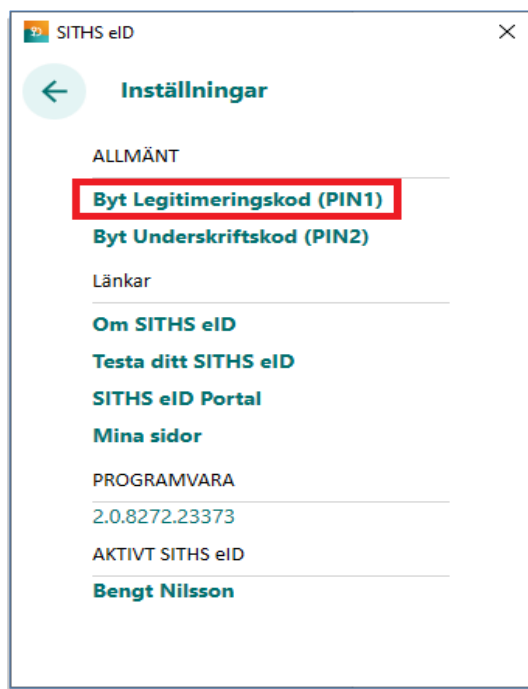 SITHS eID
Inställningar
ALLMÄNT
Byt Legitimeringskod (PIN1)
Byt Underskriftskod (PIN2)
Länkar
Om SITHS eID
Testa ditt SITHS eID
SITHS eID Portal
Mina sidor
PROGRAMVARA
2.0.8272.23373
AKTIVT SITHS eID
Bengt Nilsson